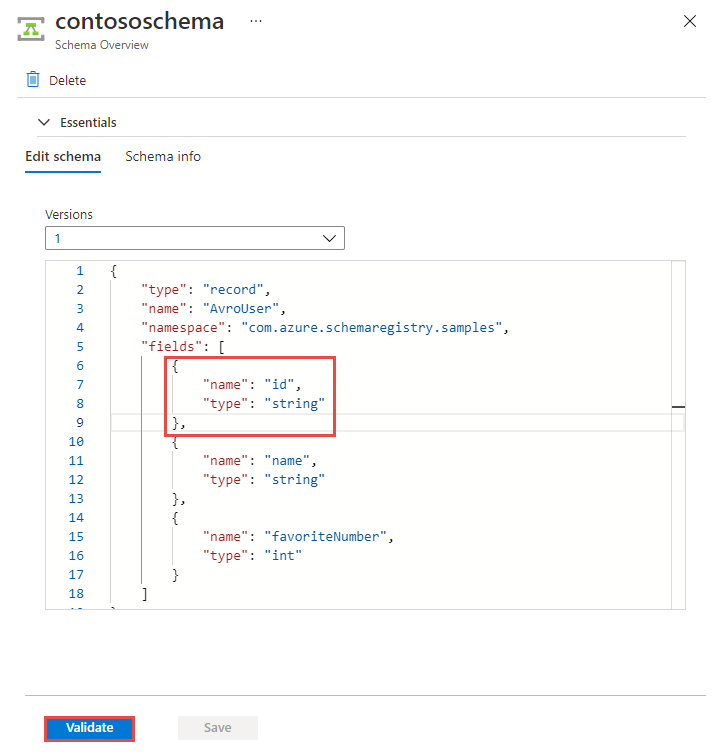 contososchema ...
Schema Overview
Delete
Essentials
Edit schema Schema info
Versions
1
1 {
2 "type": "record",
3 "name": "AvroUser",
4 "namespace": "com.azure.schemaregistry.samples",
5 "fields": [
6 {
7 "name": "id",
8 "type": "string"
9 },
10 {
11 "name": "name",
12 "type": "string"
13 },
14 {
15 "name": "favoriteNumber",
16 "type": "int"
17 }
18 ]
Validate Save